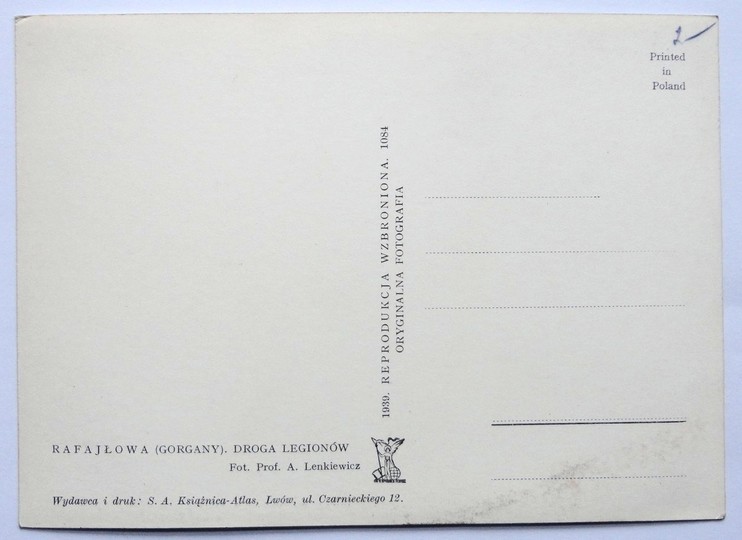 2
Printed
in
Poland
1939. REPRODUKCJA WZBRONIONA. 1084
ORYGINALNA FOTOGRAFIA
RAFAJŁOWA (GORGANY). DROGA LEGIONÓW
Fot. Prof. A. Lenkiewicz
Wydawca i druk: S. A. Książnica-Atlas, Lwów, ul. Czarnieckiego 12.